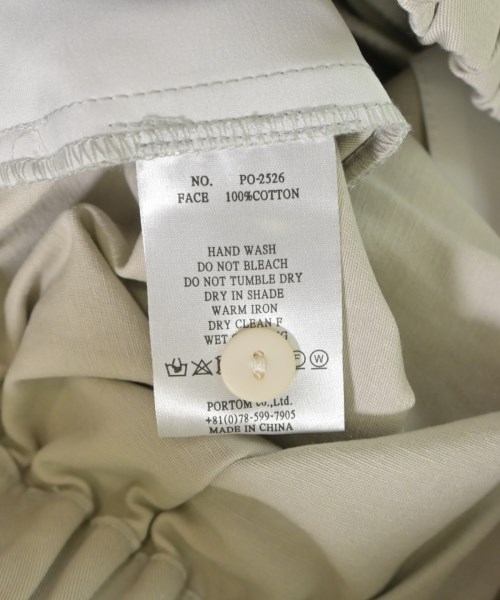 NO. PO-2526
FACE 100%COTTON
HAND WASH
DO NOT BLEACH
DO NOT TUMBLE DRY
DRY IN SHADE
WARM IRON
DRY CLEAN F
WET
F W
PORTOM Co.,Ltd.
+81(0)78-599-7905
MADE IN CHINA